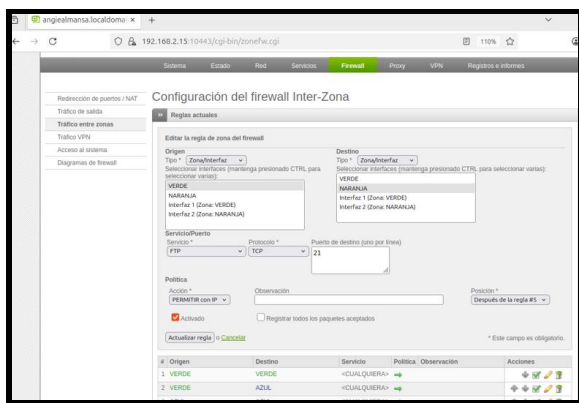 angiealmansa.localdomai × +
192.168.2.15:10443/cgi-bin/zonefw.cgi 110%
Sistema Estado Red Servicios Firewall Proxy VPN Registros e informes
Redirección de puertos / NAT
Tráfico de salida
Tráfico entre zonas
Tráfico VPN
Acceso al sistema
Diagramas de firewall
Configuración del firewall Inter-Zona
Reglas actuales
Editar la regla de zona del firewall
Origen Destino
Tipo * Zona/Interfaz Tipo * Zona/Interfaz
Seleccionar interfaces (mantenga presionado CTRL para seleccionar varias): Seleccionar interfaces (mantenga presionado CTRL para seleccionar varias):
VERDE VERDE
NARANJA NARANJA
Interfaz 1 (Zona: VERDE) Interfaz 1 (Zona: VERDE)
Interfaz 2 (Zona: NARANJA) Interfaz 2 (Zona: NARANJA)
Servicio/Puerto
Servicio * Protocolo * Puerto de destino (uno por línea)
FTP TCP 21
Política
Acción * Observación Posición *
PERMITIR con IP Después de la regla #5
Activado Registrar todos los paquetes aceptados
Actualizar regla o Cancelar * Este campo es obligatorio.
# Origen Destino Servicio Política Observación Acciones
1 VERDE VERDE <CUALQUIERA>
2 VERDE AZUL <CUALQUIERA>